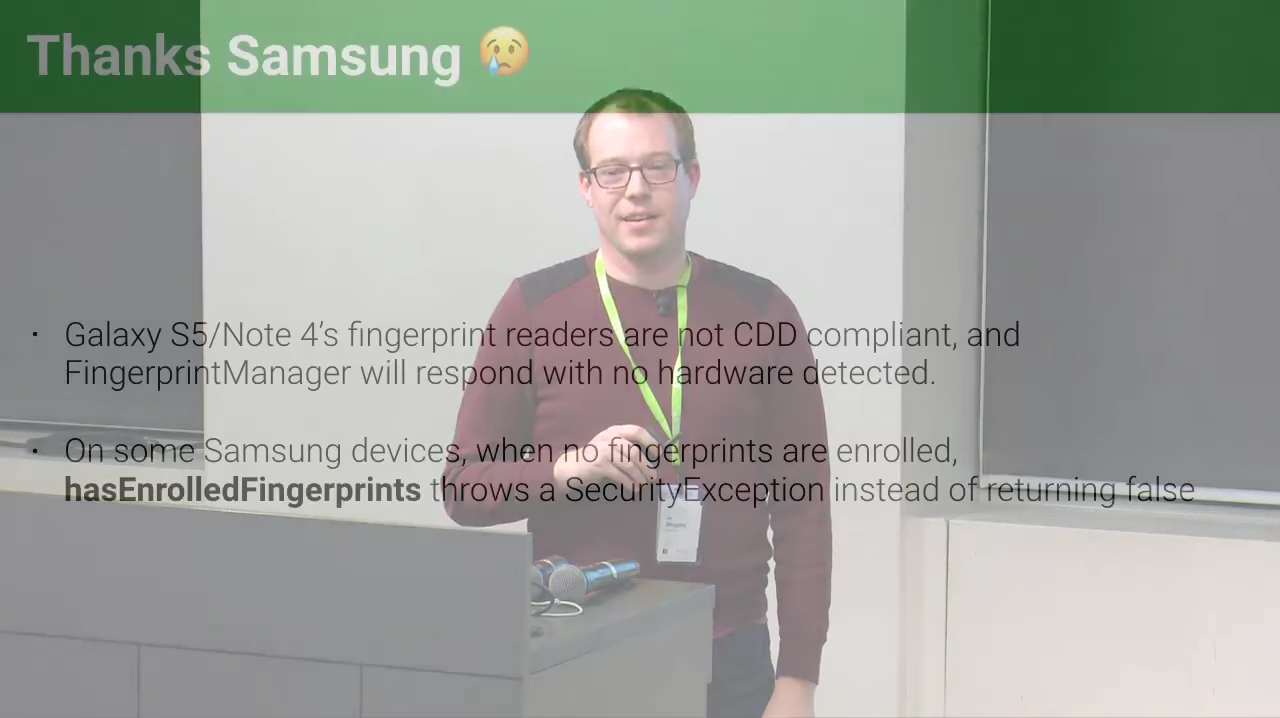 Thanks Samsung 😢
· Galaxy S5/Note 4’s fingerprint readers are not CDD compliant, and
FingerprintManager will respond with no hardware detected.
· On some Samsung devices, when no fingerprints are enrolled,
hasEnrolledFingerprints throws a SecurityException instead of returning false